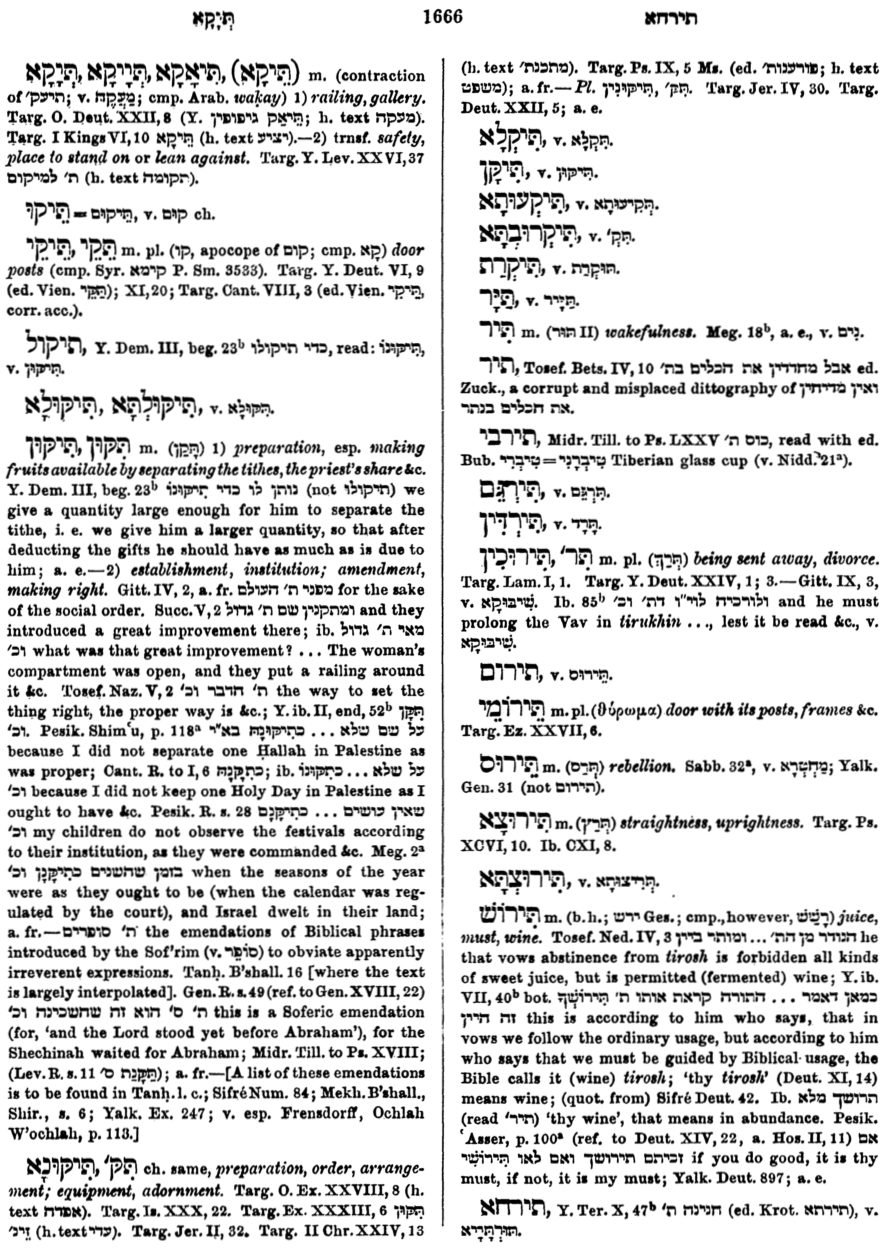 תְּיָקָא 1666 תירחא
תְּיָקָא, תְּיָיקָא, תִּיאָקָא, (תֵּיקָא) m. (contraction
of תיעק׳; v. מַעֲקֶה; cmp. Arab. wakay) 1) railing, gallery.
Targ. O. Deut. XXII, 8 (Y. תְּיאַק גיפופין; h. text מעקה).
Targ. I Kings VI, 10 תְּיקָא (h. text יציע).—2) trnsf. safety,
place to stand on or lean against. Targ. Y. Lev. XXVI, 37
ת׳ למיקום (h. text תקומה).
תֵּיקוּ = תֵּיקוּם, v. קום ch.
תֵּקֵי, תֵּיקֵי m. pl. (קו, apocope of קום; cmp. קָא) door
posts (cmp. Syr. קימא P. Sm. 3533). Targ. Y. Deut. VI, 9
(ed. Vien. תַּקֵּי); XI, 20; Targ. Cant. VIII, 3 (ed. Vien. תֵּיקֵי,
corr. acc.).
תיקול, Y. Dem. III, beg. 23ᵇ כדי תיקולו, read: תִּיקוּנוֹ,
v. תִּיקּוּן.
תִּיקוּלְתָּא, תִּיקוּלָא, v. תַּקּוּלָא.
תִּקּוּן, תִּיקּוּן m. (תָּקַן) 1) preparation, esp. making
fruits available by separating the tithes, the priest's share &c.
Y. Dem. III, beg. 23ᵇ נותן לו כדי תִיקּוּנוֹ (not תיקולו) we
give a quantity large enough for him to separate the
tithe, i. e. we give him a larger quantity, so that after
deducting the gifts he should have as much as is due to
him; a. e.—2) establishment, institution; amendment,
making right. Gitt. IV, 2, a. fr. מפני ת׳ העולם for the sake
of the social order. Succ. V, 2 ומתקנין שם ת׳ גדול and they
introduced a great improvement there; ib. מאי ת׳ גדול
וכ׳ what was that great improvement? ... The woman's
compartment was open, and they put a railing around
it &c. Tosef. Naz. V, 2 ת׳ הדבר וכ׳ the way to set the
thing right, the proper way is &c.; Y. ib. II, end, 52ᵇ תִּקֻּן
וכ׳. Pesik. Shim‘u, p. 118ᵃ על שם שלא ... כְּתִיקּוּנָהּ בא״י
because I did not separate one Ḥallah in Palestine as
was proper; Cant. R. to I, 6 כְּתִקְנָהּ; ib. על שלא ... כְּתִקּוּנוֹ
וכ׳ because I did not keep one Holy Day in Palestine as I
ought to have &c. Pesik. R. s. 28 שאין עושים ... כְּתִיקְּנָם
וכ׳ my children do not observe the festivals according
to their institution, as they were commanded &c. Meg. 2ᵃ
בזמן שהשנים כְּתִיקְנָן וכ׳ when the seasons of the year
were as they ought to be (when the calendar was reg-
ulated by the court), and Israel dwelt in their land;
a. fr.—ת׳ סופרים the emendations of Biblical phrases
introduced by the Sof'rim (v. סוֹפֵר) to obviate apparently
irreverent expressions. Tanḥ. B'shall. 16 [where the text
is largely interpolated]. Gen. R. s. 49 (ref. to Gen. XVIII, 22)
ת׳ ס׳ הוא זה שהשכינה וכ׳ this is a Soferic emendation
(for, 'and the Lord stood yet before Abraham'), for the
Shechinah waited for Abraham; Midr. Till. to Ps. XVIII;
(Lev. R. s. 11 תַּקָּנַת ס׳); a. fr.—[A list of these emendations
is to be found in Tanḥ. l. c.; Sifré Num. 84; Mekh. B'shall.,
Shir., s. 6; Yalk. Ex. 247; v. esp. Frensdorff, Ochlah
W'ochlah, p. 113.]
תִּק׳, תִּיקּוּנָא ch. same, preparation, order, arrange-
ment; equipment, adornment. Targ. O. Ex. XXVIII, 8 (h.
text אפדה). Targ. Is. XXX, 22. Targ. Ex. XXXIII, 6 תִּקּוּן
זֵינ׳ (h. text עדי). Targ. Jer. II, 32. Targ. II Chr. XXIV, 13
(h. text מתכנת׳). Targ. Ps. IX, 5 Ms. (ed. פורענות׳; h. text
משפט); a. fr.—Pl. תִּיקּוּנִין, תִּק׳. Targ. Jer. IV, 30. Targ.
Deut. XXII, 5; a. e.
תִּיקְלָא, v. תִּקְלָא.
תִּיקָּן, v. תִּיקּוּן.
תִּיקְעוּתָא, v. תְּקִיעוּתָא.
תִּיקְרוּבְתָּא, v. תִּק׳.
תִּיקְרַת, v. תּוּקְרַת.
תַּיָּר, v. תַּיָּיר.
תִּיר m. (תּוּר II) wakefulness. Meg. 18ᵇ, a. e., v. נִים.
תיר, Tosef. Bets. IV, 10 אבל מחדדין את הכלים בת׳ ed.
Zuck., a corrupt and misplaced dittography of ואין מדיחין
את הכלים בנתר.
תירבי, Midr. Till. to Ps. LXXV כוס ת׳, read with ed.
Bub. טִיבְרָנִי=טִיבֶרִי Tiberian glass cup (v. Nidd. 21ᵃ).
תִּירְגֵּם, v. תִּרְגֵּם.
תִּירְדִּין, v. תָּרָד.
תִּר׳, תִּירוּכִין m. pl. (תָּרַךְ) being sent away, divorce.
Targ. Lam. I, 1. Targ. Y. Deut. XXIV, 1; 3.—Gitt. IX, 3,
v. שִׁיבּוּקָא. Ib. 85ᵇ ולורכיה לוי״ו דת׳ וכ׳ and he must
prolong the Vav in tirukhin ..., lest it be read &c., v.
שִׁיבּוּקָא.
תירום, v. תֵּירוּס.
תֵּירוֹמֵי m. pl. (θύρωμα) door with its posts, frames &c.
Targ. Ez. XXVII, 6.
תֵּירוּס m. (תָּרַס) rebellion. Sabb. 32ᵃ, v. מַחְטְרָא; Yalk.
Gen. 31 (not תירום).
תֵּירוּצָא m. (תְּרַץ) straightness, uprightness. Targ. Ps.
XCVI, 10. Ib. CXI, 8.
תֵּירוּצְתָּא, v. תְּרִיצוּתָא.
תִּירוֹשׁ m. (b. h.; ירש Ges.; cmp., however, רָשַׁשׁ) juice,
must, wine. Tosef. Ned. IV, 3 הנודר מן הת׳ ... ומותר ביין he
that vows abstinence from tirosh is forbidden all kinds
of sweet juice, but is permitted (fermented) wine; Y. ib.
VII, 40ᵇ bot. כמאן דאמר ... התורה קראת אותו ת׳ תִּירוֹשְׁךָ
זה היין this is according to him who says, that in
vows we follow the ordinary usage, but according to him
who says that we must be guided by Biblical usage, the
Bible calls it (wine) tirosh; 'thy tirosh' (Deut. XI, 14)
means wine; (quot. from) Sifré Deut. 42. Ib. תרושך מלא
(read תיר׳) 'thy wine', that means in abundance. Pesik.
‘Asser, p. 100ᵃ (ref. to Deut. XIV, 22, a. Hos. II, 11) אם
זכיתם תירושך ואם לאו תִּירוֹשִׁי if you do good, it is thy
must, if not, it is my must; Yalk. Deut. 897; a. e.
תירחא, Y. Ter. X, 47ᵇ חנינה ת׳ (ed. Krot. תירתא), v.
תּוּרְתָּיָּא.